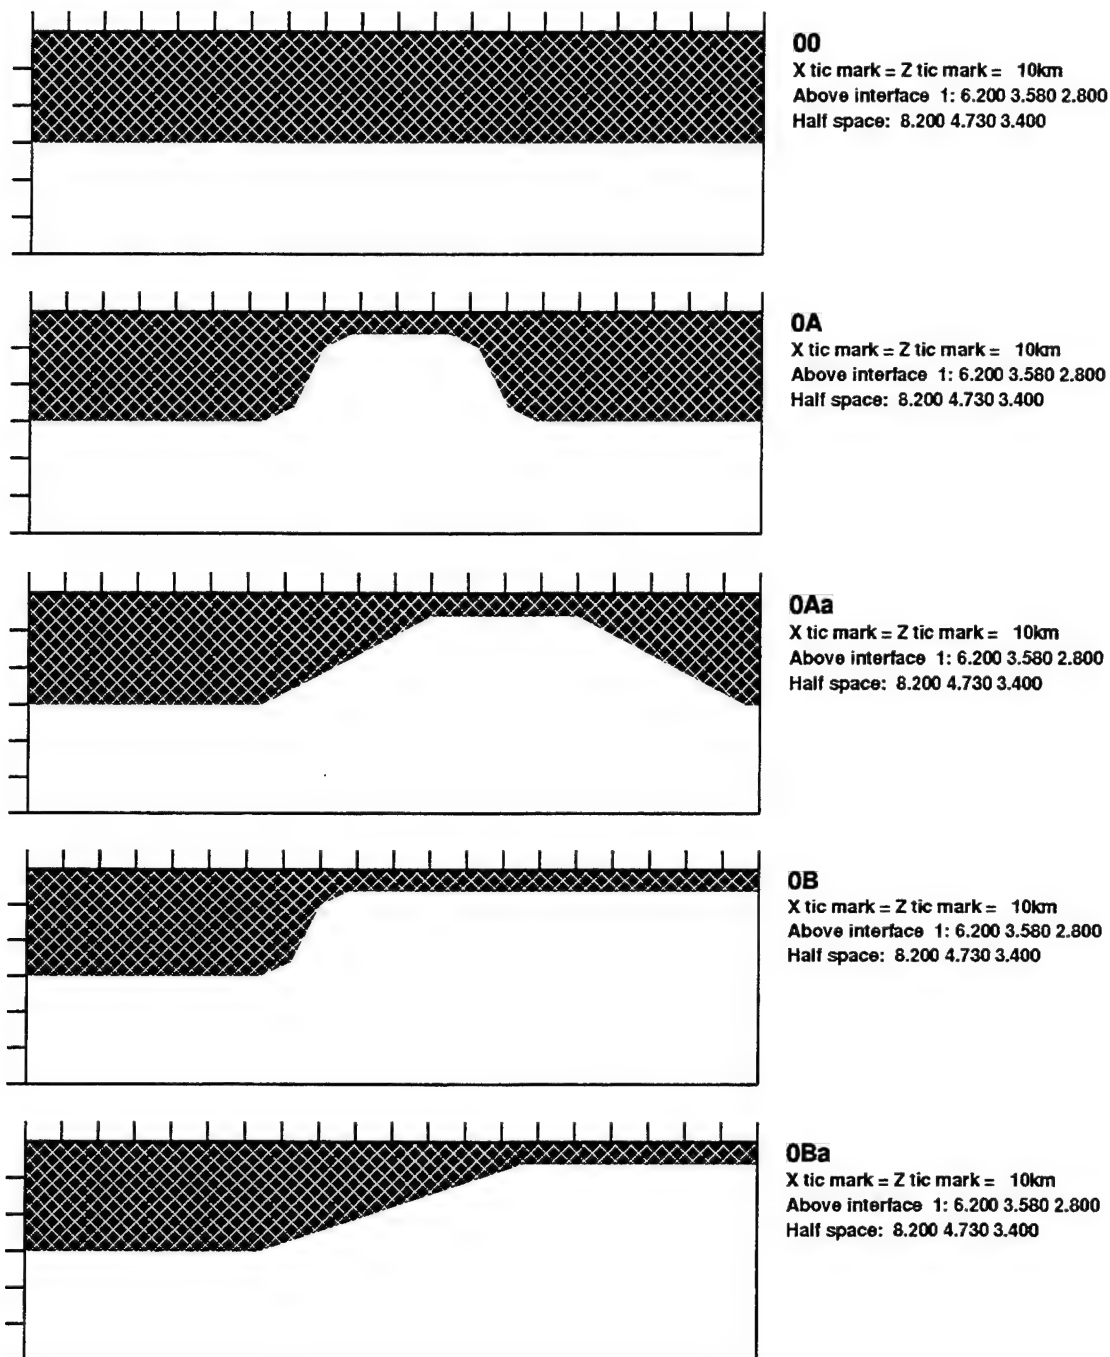 00
X tic mark = Z tic mark = 10km
Above interface 1: 6.200 3.580 2.800
Half space: 8.200 4.730 3.400
0A
X tic mark = Z tic mark = 10km
Above interface 1: 6.200 3.580 2.800
Half space: 8.200 4.730 3.400
0Aa
X tic mark = Z tic mark = 10km
Above interface 1: 6.200 3.580 2.800
Half space: 8.200 4.730 3.400
0B
X tic mark = Z tic mark = 10km
Above interface 1: 6.200 3.580 2.800
Half space: 8.200 4.730 3.400
0Ba
X tic mark = Z tic mark = 10km
Above interface 1: 6.200 3.580 2.800
Half space: 8.200 4.730 3.400